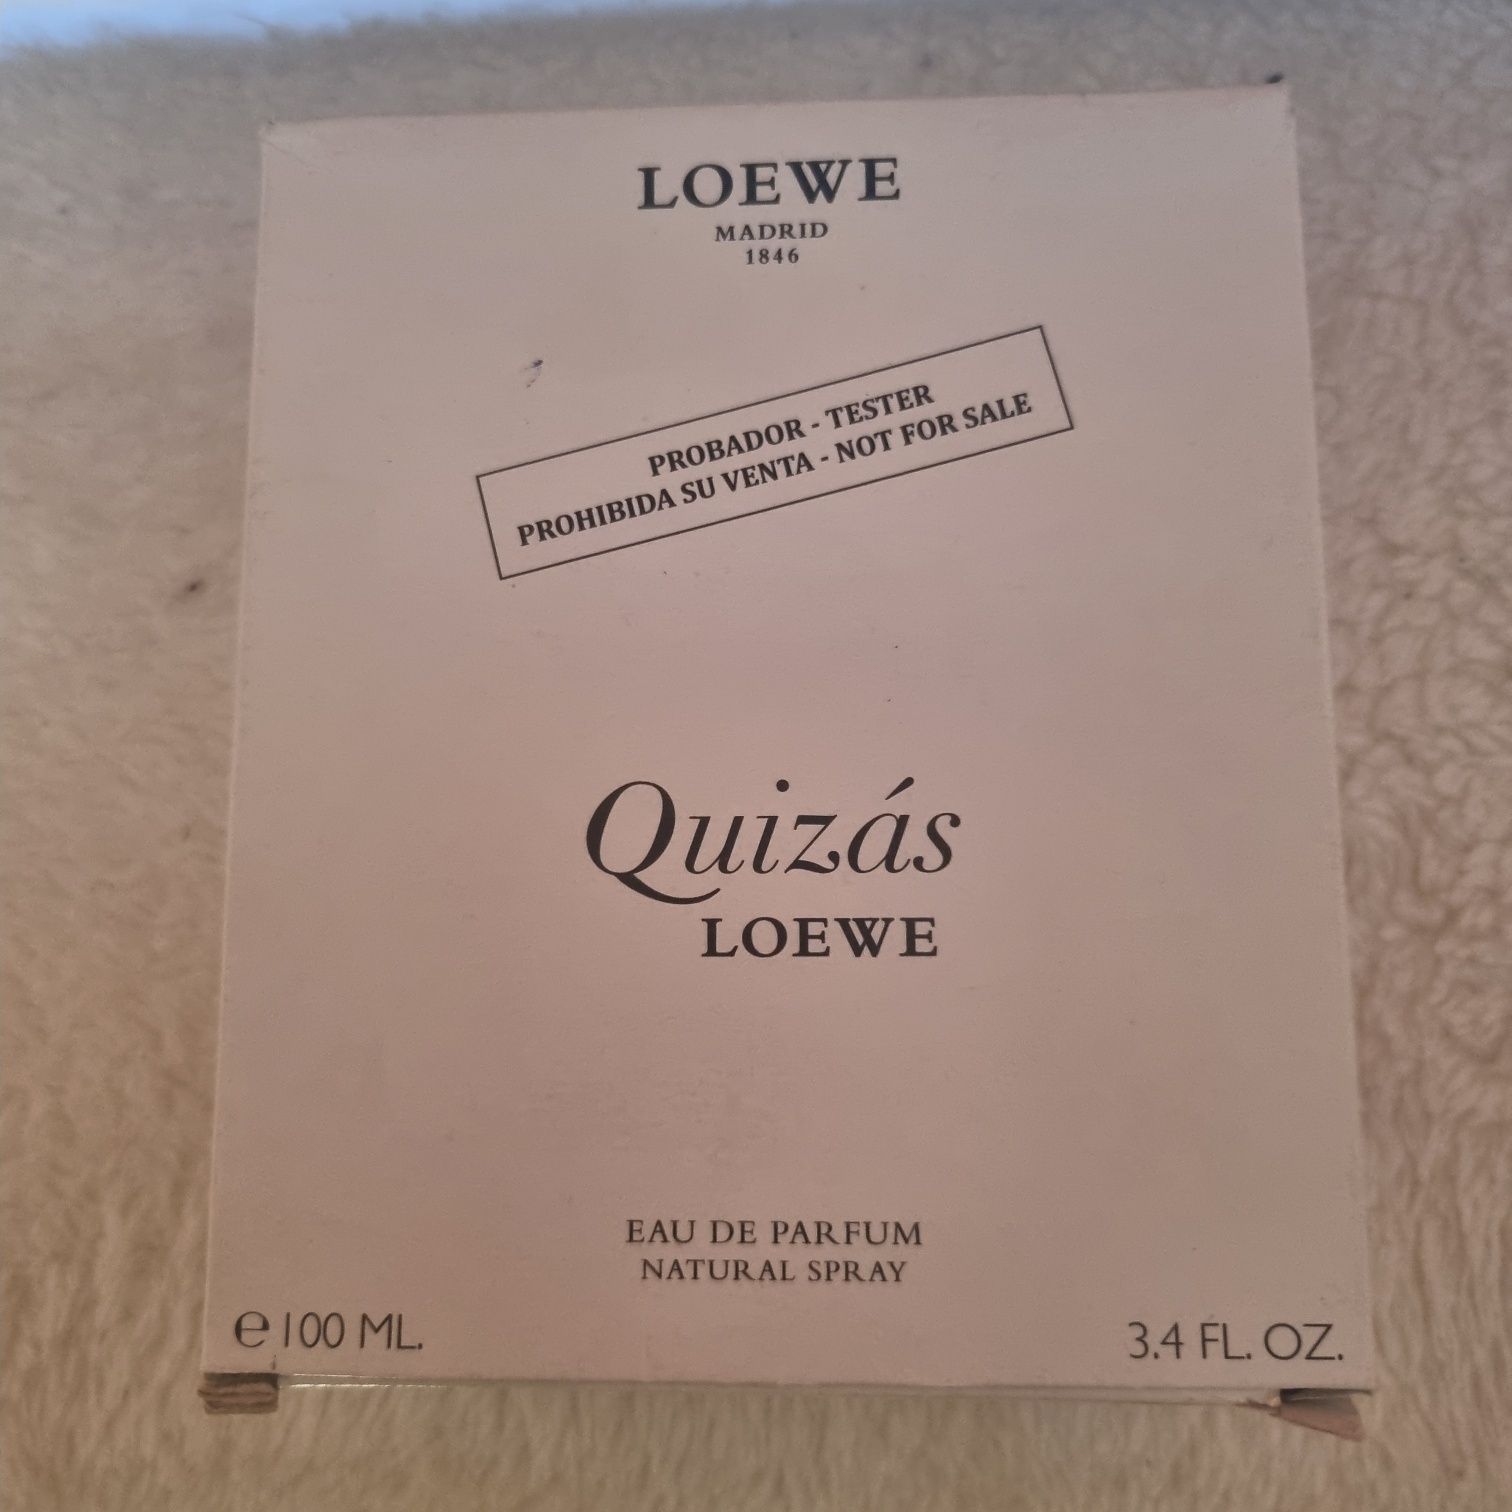 LOEWE
MADRID
1846
PROBADOR - TESTER
PROHIBIDA SU VENTA - NOT FOR SALE
Quizás
LOEWE
EAU DE PARFUM
NATURAL SPRAY
℮100 ML.
3.4 FL. OZ.